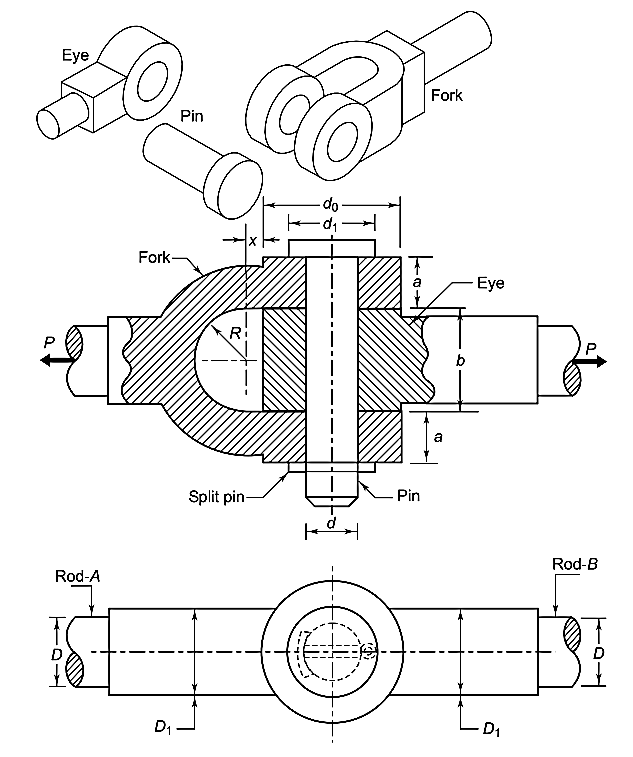 Eye
Fork
Pin
d₀
d₁
x
Fork
a
Eye
P
R
b
P
a
Split pin
Pin
d
Rod-A
Rod-B
D
D
D₁
D₁